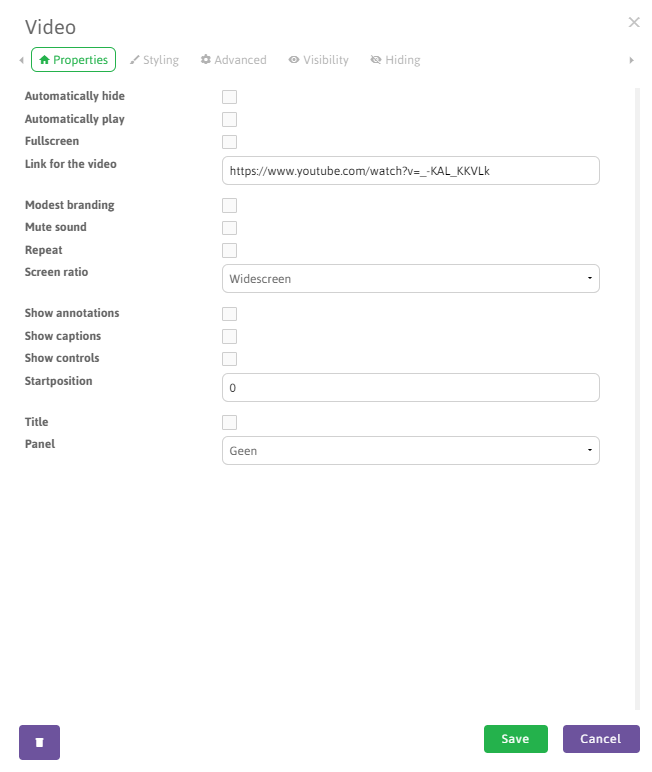 Video
Properties Styling Advanced Visibility Hiding
Automatically hide
Automatically play
Fullscreen
Link for the video https://www.youtube.com/watch?v=_-KAL_KKVLk
Modest branding
Mute sound
Repeat
Screen ratio Widescreen
Show annotations
Show captions
Show controls
Startposition 0
Title
Panel Geen
Save Cancel